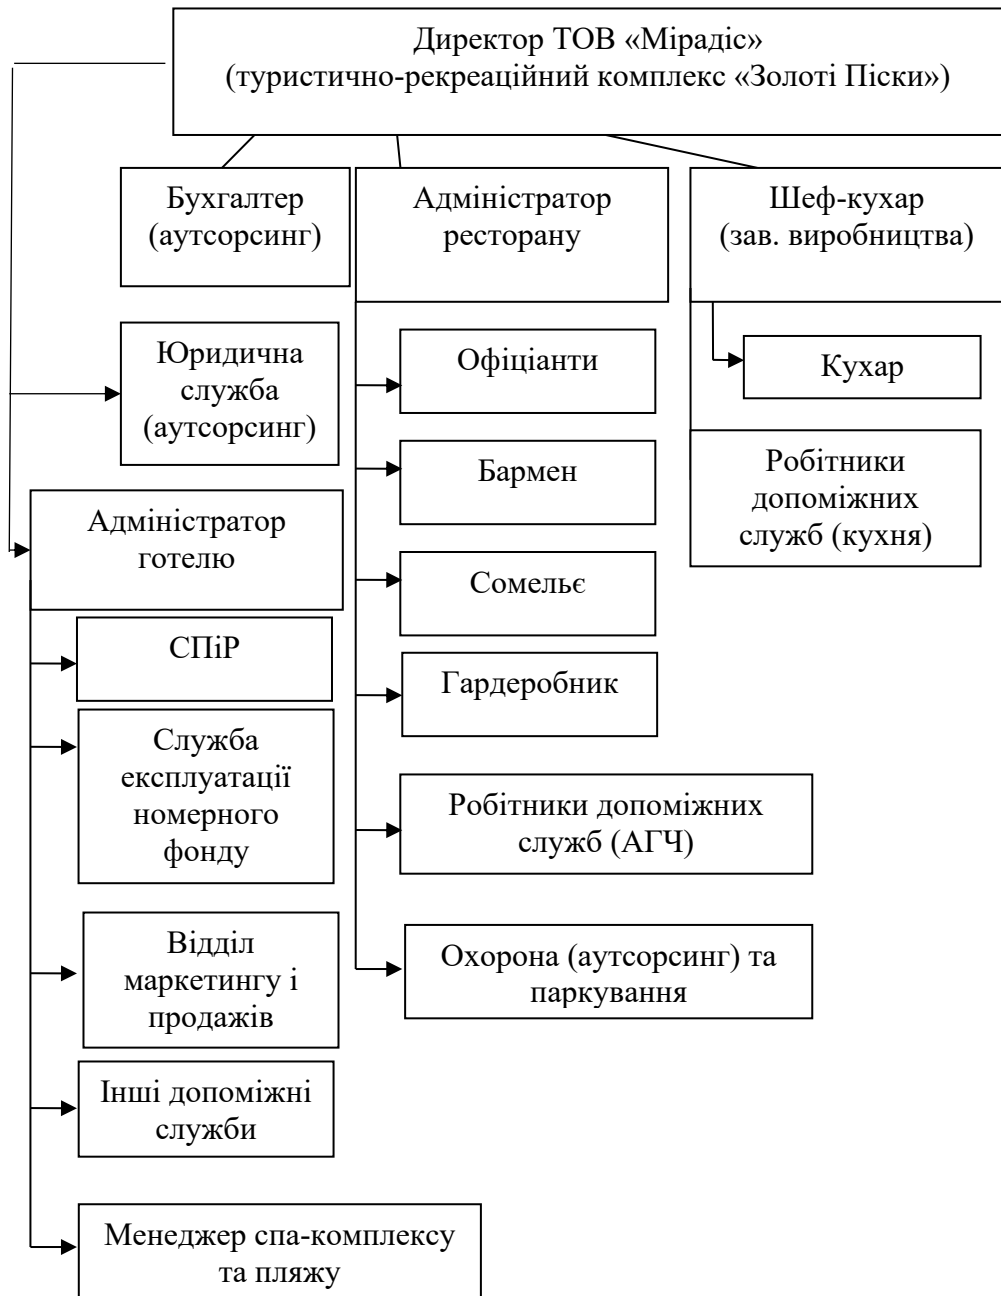 Директор ТОВ «Мірадіс»
(туристично-рекреаційний комплекс «Золоті Піски»)
Бухгалтер
(аутсорсинг)
Адміністратор
ресторану
Шеф-кухар
(зав. виробництва)
Юридична
служба
(аутсорсинг)
Офіціанти
Кухар
Бармен
Робітники
допоміжних
служб (кухня)
Адміністратор
готелю
Сомельє
СПіР
Гардеробник
Служба
експлуатації
номерного
фонду
Робітники допоміжних
служб (АГЧ)
Відділ
маркетингу і
продажів
Охорона (аутсорсинг) та
паркування
Інші допоміжні
служби
Менеджер спа-комплексу
та пляжу